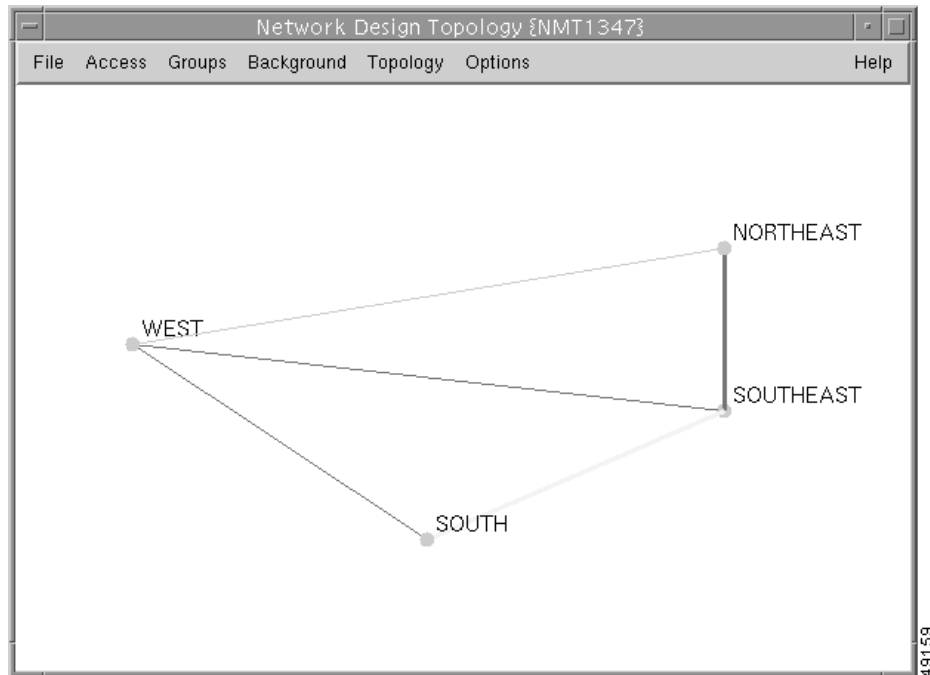 Network Design Topology {NMT1347}
File Access Groups Background Topology Options Help
NORTHEAST
WEST
SOUTHEAST
SOUTH
49159